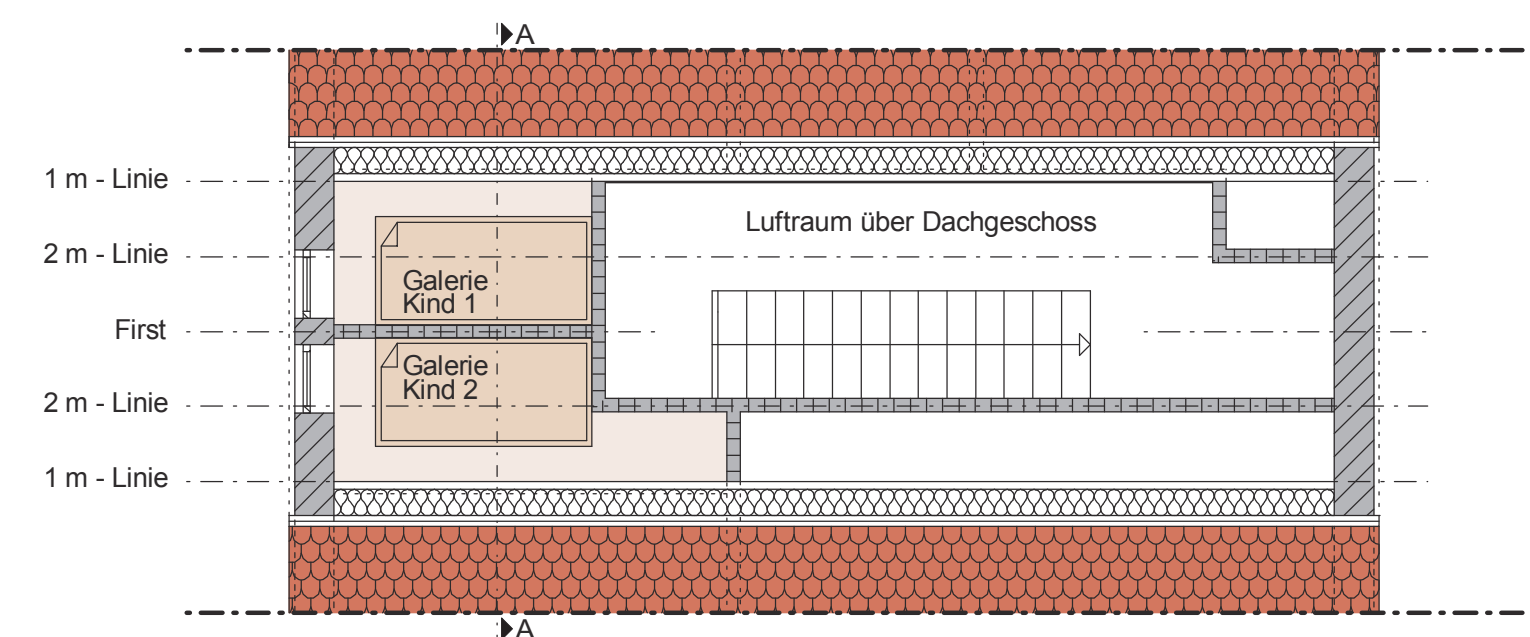 A
1 m - Linie
Luftraum über Dachgeschoss
2 m - Linie
Galerie
Kind 1
First
Galerie
Kind 2
2 m - Linie
1 m - Linie
A